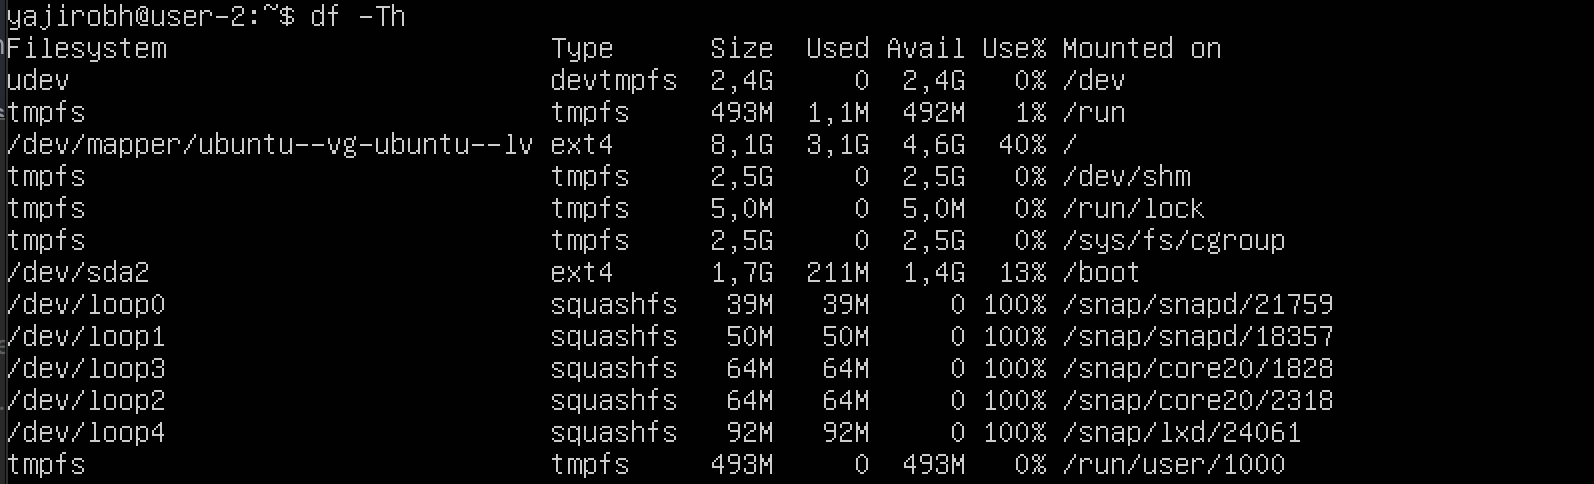 yajirobh@user-2:~$ df -Th
Filesystem                        Type      Size  Used Avail Use% Mounted on
udev                              devtmpfs  2,4G     0  2,4G   0% /dev
tmpfs                             tmpfs     493M  1,1M  492M   1% /run
/dev/mapper/ubuntu--vg-ubuntu--lv ext4      8,1G  3,1G  4,6G  40% /
tmpfs                             tmpfs     2,5G     0  2,5G   0% /dev/shm
tmpfs                             tmpfs     5,0M     0  5,0M   0% /run/lock
tmpfs                             tmpfs     2,5G     0  2,5G   0% /sys/fs/cgroup
/dev/sda2                         ext4      1,7G  211M  1,4G  13% /boot
/dev/loop0                        squashfs   39M   39M     0 100% /snap/snapd/21759
/dev/loop1                        squashfs   50M   50M     0 100% /snap/snapd/18357
/dev/loop3                        squashfs   64M   64M     0 100% /snap/core20/1828
/dev/loop2                        squashfs   64M   64M     0 100% /snap/core20/2318
/dev/loop4                        squashfs   92M   92M     0 100% /snap/lxd/24061
tmpfs                             tmpfs     493M     0  493M   0% /run/user/1000